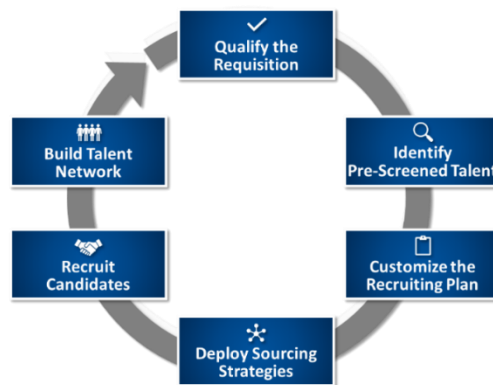 Qualify the
Requisition
Identify
Pre-Screened Talent
Customize the
Recruiting Plan
Deploy Sourcing
Strategies
Recruit
Candidates
Build Talent
Network